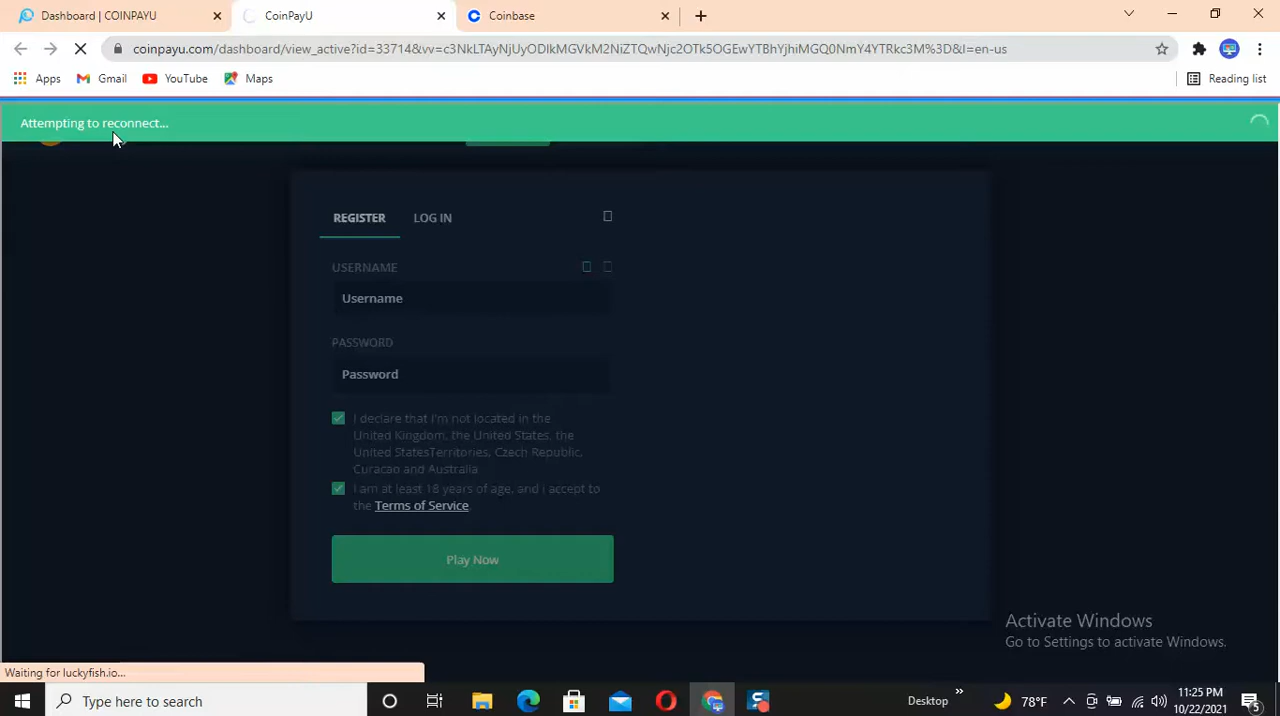 Dashboard | COINPAYU
CoinPayU
Coinbase
coinpayu.com/dashboard/view_active?id=33714&vv=c3NkLTAyNjUyODlkMGVkM2NiZTQwNjc2OTk5OGEwYTBhYjhiMGQ0NmY4YTRkc3M%3D&l=en-us
Apps
Gmail
YouTube
Maps
Reading list
Attempting to reconnect...
REGISTER
LOG IN
USERNAME
Username
PASSWORD
Password
I declare that I'm not located in the
United Kingdom, the United States, the
United StatesTerritories, Czech Republic,
Curacao and Australia
I am at least 18 years of age, and i accept to
the Terms of Service
Play Now
Activate Windows
Go to Settings to activate Windows.
Waiting for luckyfish.io...
Type here to search
Desktop
78°F
11:25 PM
10/22/2021
5